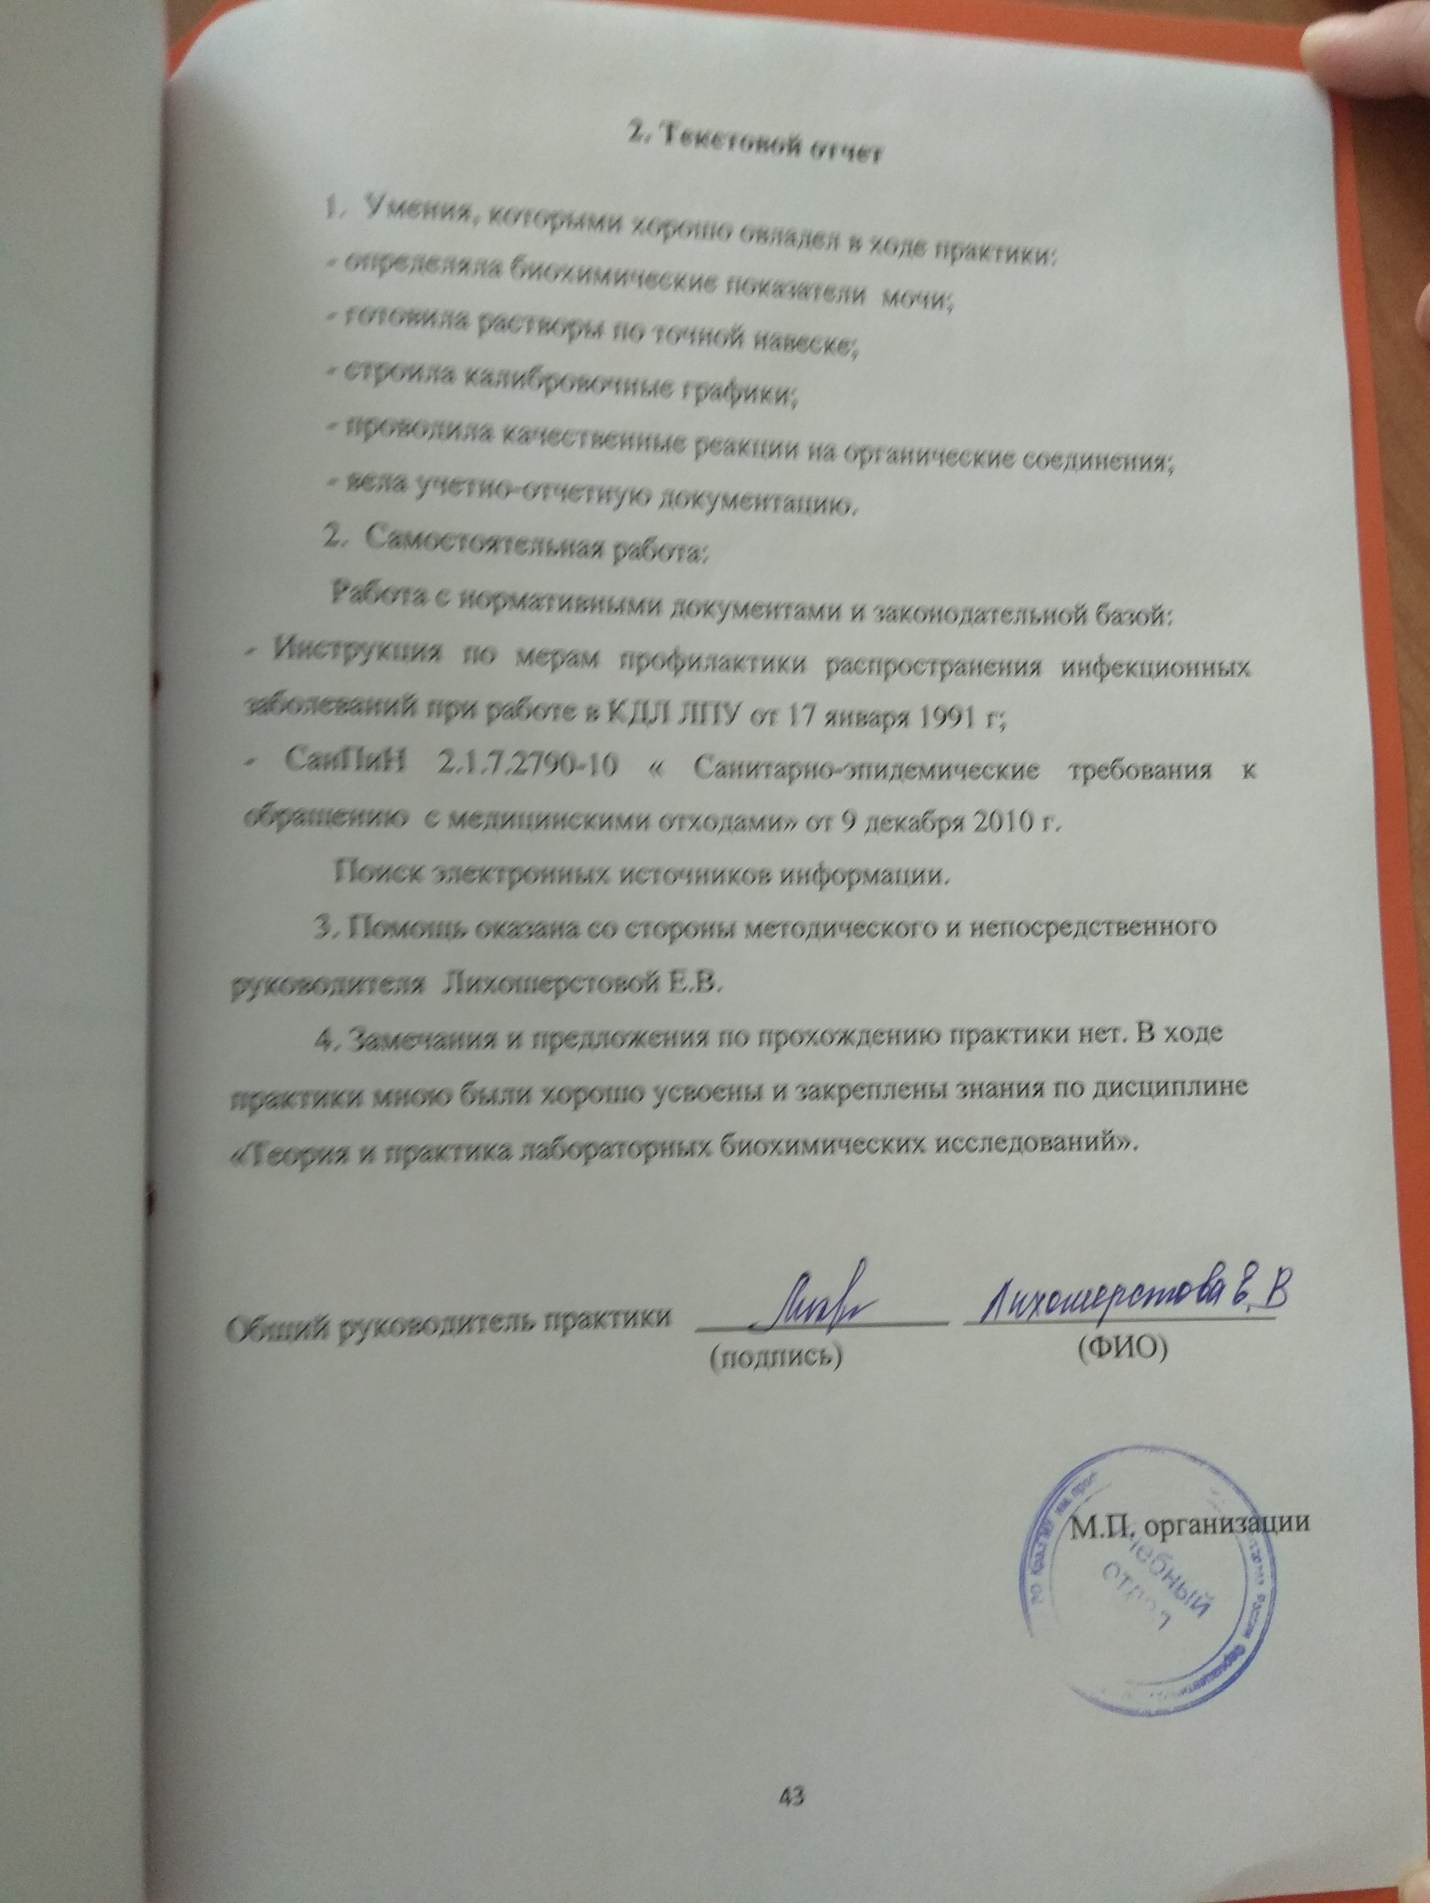 2. Текстовой отчет
1. Умения, которыми хорошо овладел в ходе практики:
- определяла биохимические показатели мочи;
- готовила растворы по точной навеске;
- строила калибровочные графики;
- проводила качественные реакции на органические соединения;
- вела учетно-отчетную документацию.
2. Самостоятельная работа:
Работа с нормативными документами и законодательной базой:
- Инструкция по мерам профилактики распространения инфекционных
заболеваний при работе в КДЛ ЛПУ от 17 января 1991 г;
- СанПиН 2.1.7.2790-10 « Санитарно-эпидемические требования к
обращению с медицинскими отходами» от 9 декабря 2010 г.
Поиск электронных источников информации.
3. Помощь оказана со стороны методического и непосредственного
руководителя Лихошерстовой Е.В.
4. Замечания и предложения по прохождению практики нет. В ходе
практики мною были хорошо усвоены и закреплены знания по дисциплине
«Теория и практика лабораторных биохимических исследований».
Общий руководитель практики Лихошерстова Е.В
(подпись) (ФИО)
М.П. организации
КрасГМУ им. проф
России Фармацевт
отдел
43